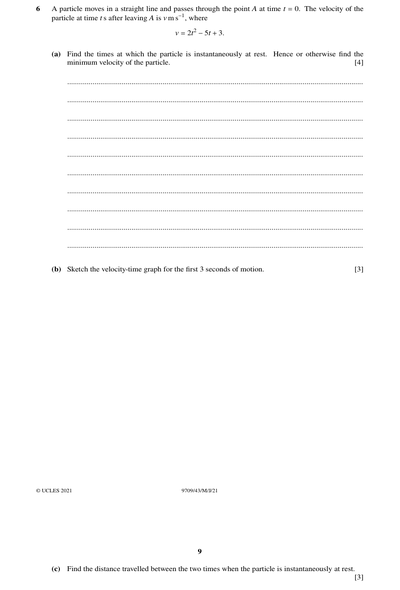 6 A particle moves in a straight line and passes through the point A at time t = 0. The velocity of the
particle at time t s after leaving A is v m s⁻¹, where
v = 2t² − 5t + 3.
(a) Find the times at which the particle is instantaneously at rest. Hence or otherwise find the
minimum velocity of the particle. [4]
(b) Sketch the velocity-time graph for the first 3 seconds of motion. [3]
© UCLES 2021 9709/43/M/J/21
9
(c) Find the distance travelled between the two times when the particle is instantaneously at rest.
[3]